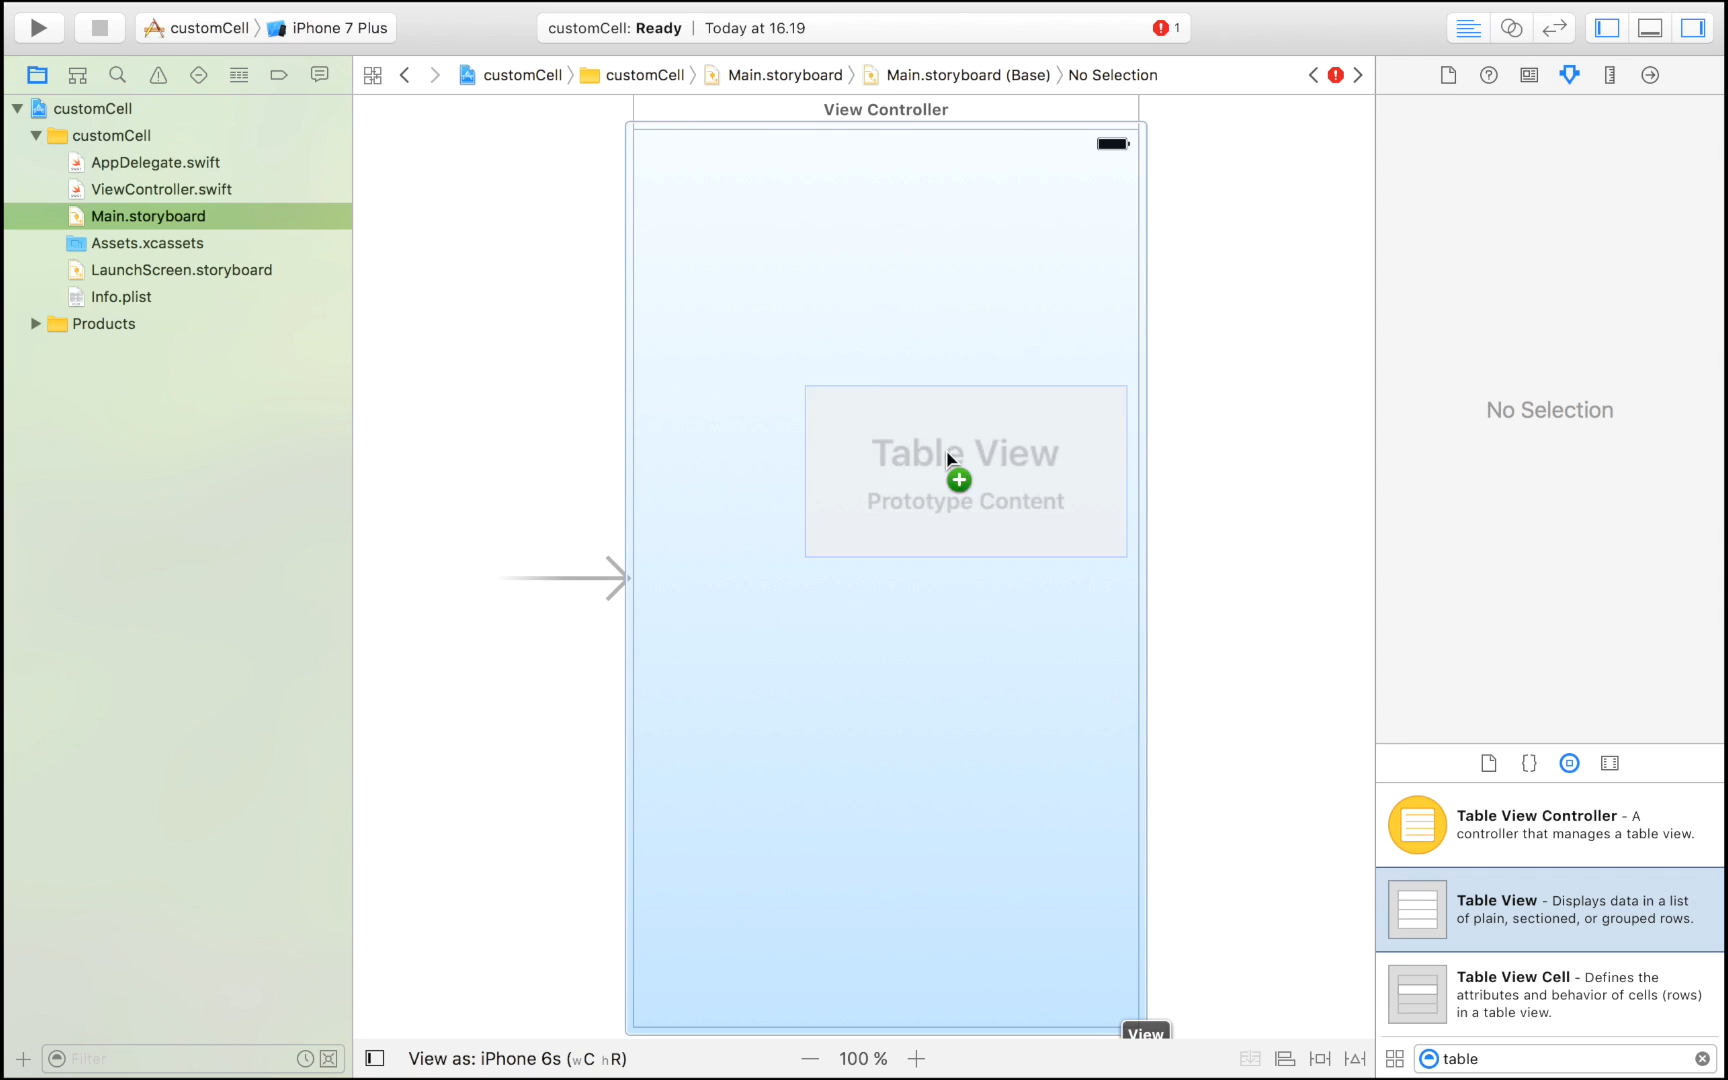 customCell
iPhone 7 Plus
customCell: Ready | Today at 16.19
1
customCell
customCell
Main.storyboard
Main.storyboard (Base)
No Selection
customCell
customCell
AppDelegate.swift
ViewController.swift
Main.storyboard
Assets.xcassets
LaunchScreen.storyboard
Info.plist
Products
View Controller
Table View
Prototype Content
View
No Selection
Table View Controller - A
controller that manages a table view.
Table View - Displays data in a list
of plain, sectioned, or grouped rows.
Table View Cell - Defines the
attributes and behavior of cells (rows)
in a table view.
Filter
View as: iPhone 6s (wC hR)
100 %
table